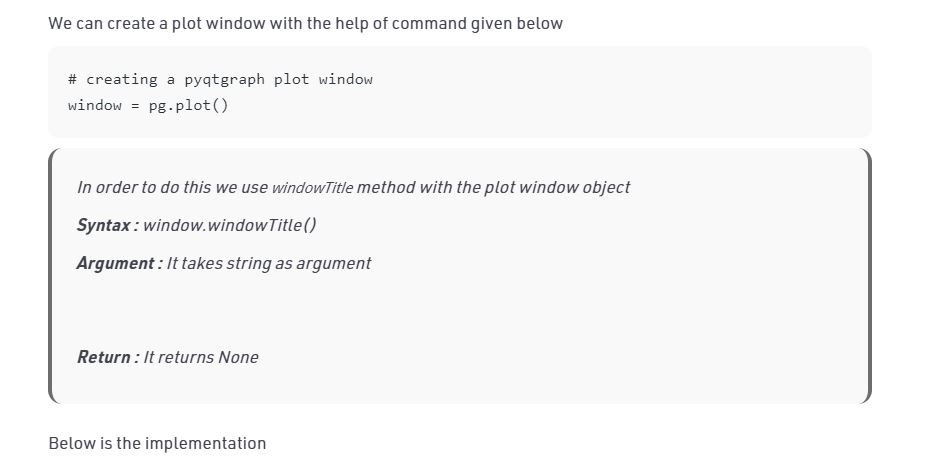 We can create a plot window with the help of command given below
# creating a pyqtgraph plot window
window = pg.plot()
In order to do this we use windowTitle method with the plot window object
Syntax : window.windowTitle()
Argument : It takes string as argument
Return : It returns None
Below is the implementation